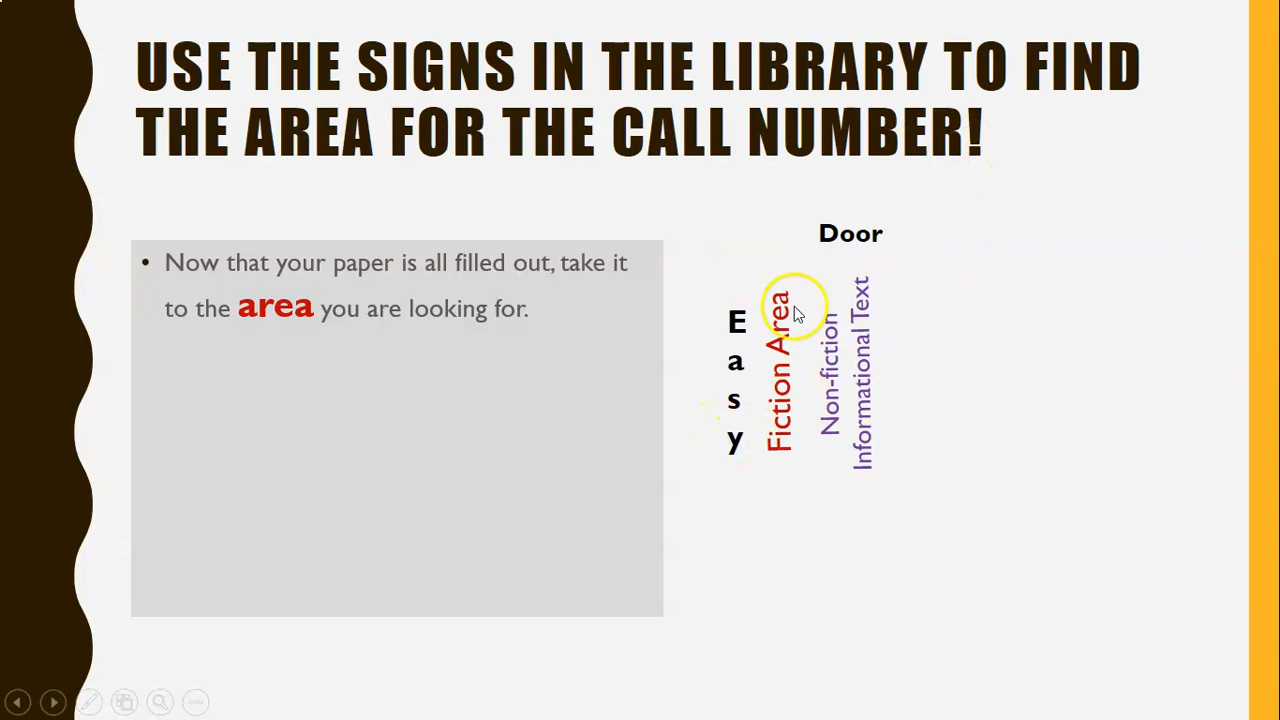 USE THE SIGNS IN THE LIBRARY TO FIND
THE AREA FOR THE CALL NUMBER!
• Now that your paper is all filled out, take it
to the area you are looking for.
Door
Easy
Fiction Area
Non-fiction
Informational Text